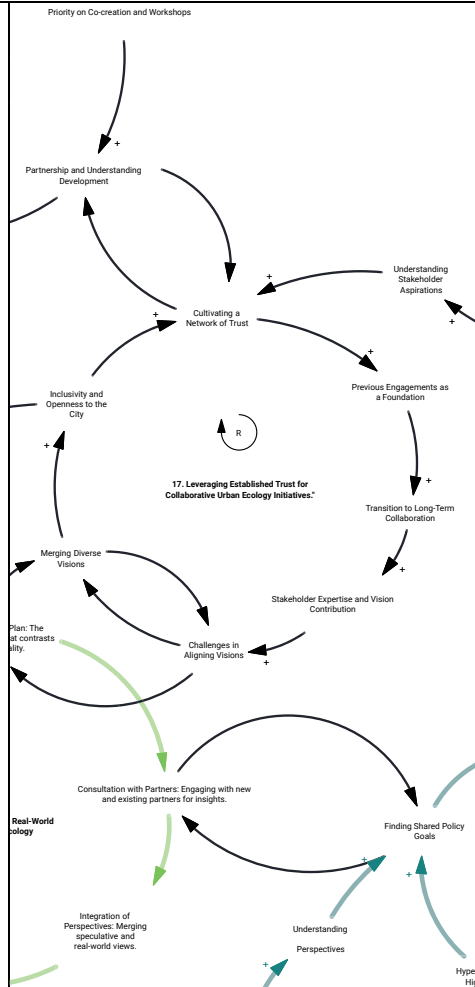 Priority on Co-creation and Workshops
+
Partnership and Understanding
Development
+
Understanding
Stakeholder
Aspirations
+
Cultivating a
Network of Trust
+
+
Previous Engagements as
a Foundation
Inclusivity and
Openness to the
City
+
R
17. Leveraging Established Trust for
Collaborative Urban Ecology Initiatives."
+
Transition to Long-Term
Collaboration
Merging Diverse
Visions
+
Stakeholder Expertise and Vision
Contribution
Plan: The
at contrasts
ality.
Challenges in
Aligning Visions
+
Consultation with Partners: Engaging with new
and existing partners for insights.
Real-World
cology
Finding Shared Policy
Goals
+
+
Integration of
Perspectives: Merging
speculative and
real-world views.
Understanding
Perspectives
+
Hype
Hi